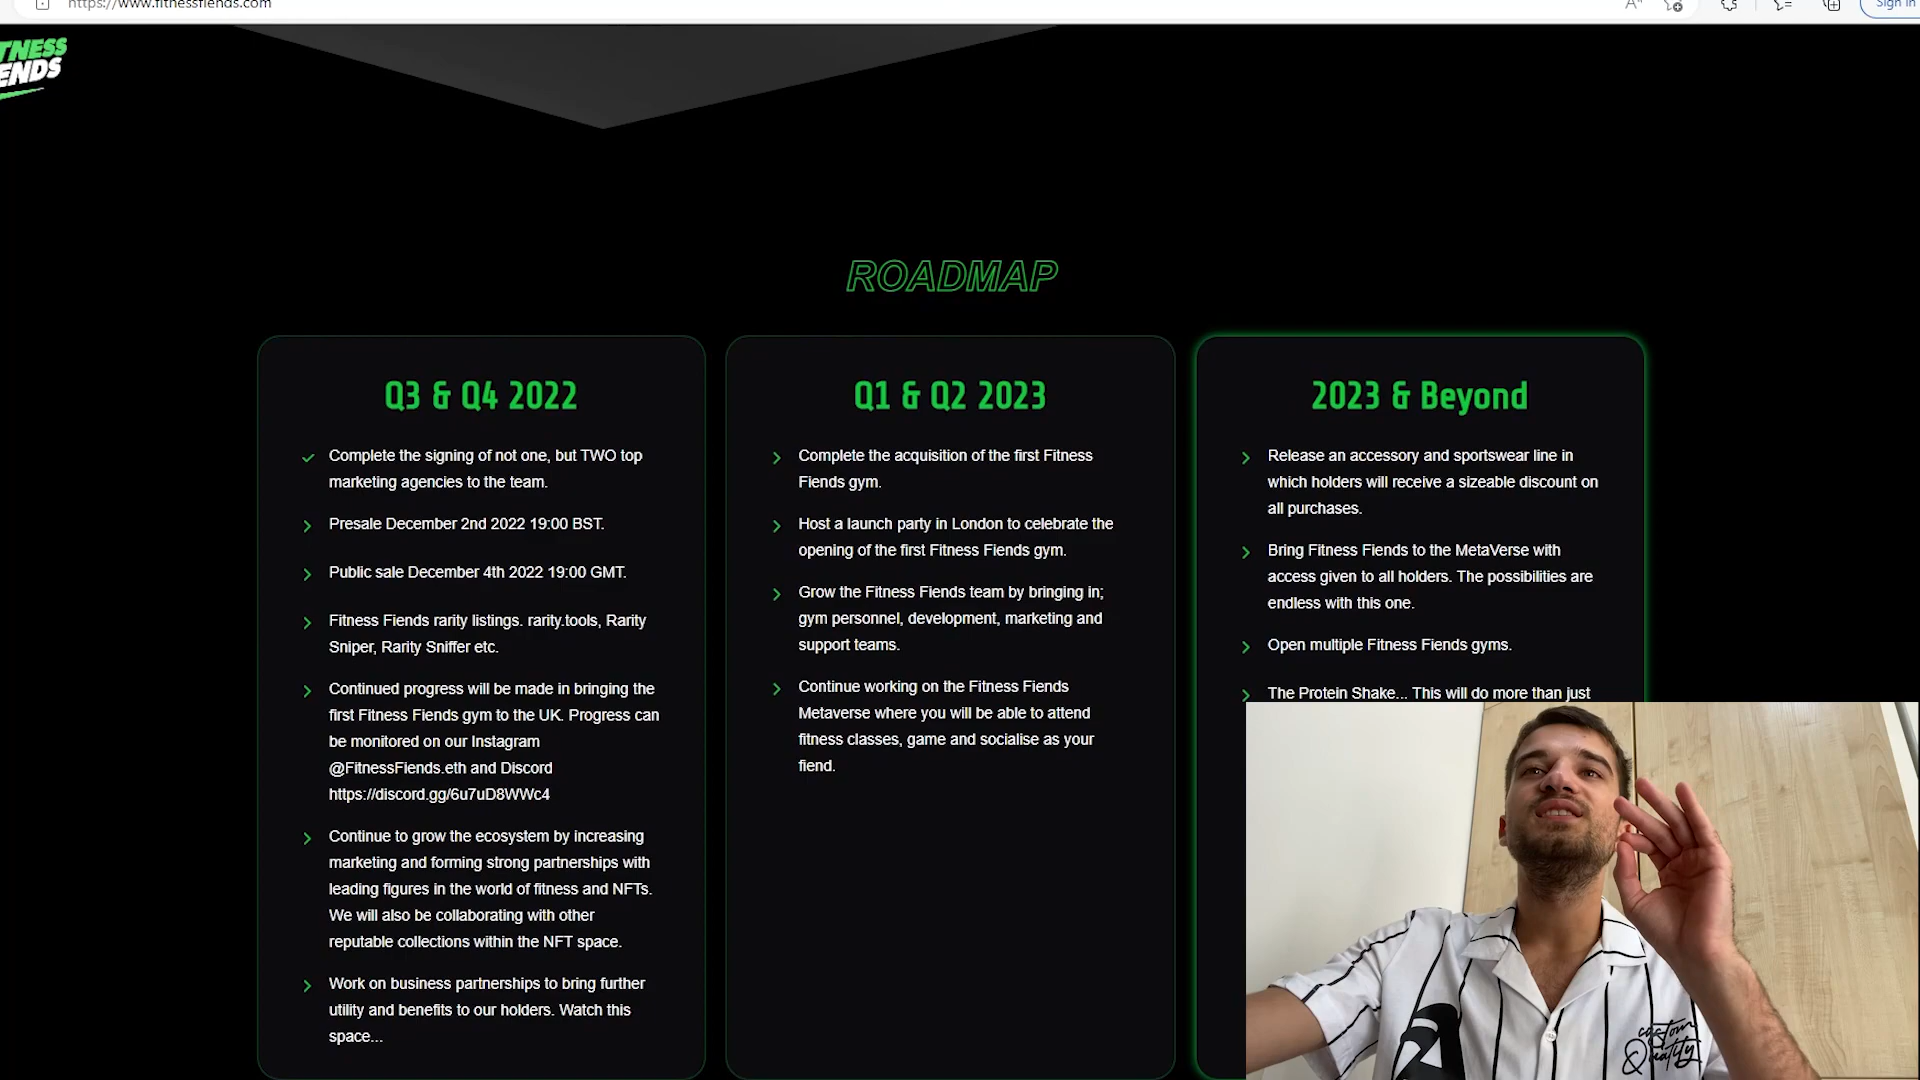 https://www.fitnessfiends.com
Sign in
TNESS
ENDS
ROADMAP
Q3 & Q4 2022
Complete the signing of not one, but TWO top
marketing agencies to the team.
Presale December 2nd 2022 19:00 BST.
Public sale December 4th 2022 19:00 GMT.
Fitness Fiends rarity listings. rarity.tools, Rarity
Sniper, Rarity Sniffer etc.
Continued progress will be made in bringing the
first Fitness Fiends gym to the UK. Progress can
be monitored on our Instagram
@FitnessFiends.eth and Discord
https://discord.gg/6u7uD8WWc4
Continue to grow the ecosystem by increasing
marketing and forming strong partnerships with
leading figures in the world of fitness and NFTs.
We will also be collaborating with other
reputable collections within the NFT space.
Work on business partnerships to bring further
utility and benefits to our holders. Watch this
space...
Q1 & Q2 2023
Complete the acquisition of the first Fitness
Fiends gym.
Host a launch party in London to celebrate the
opening of the first Fitness Fiends gym.
Grow the Fitness Fiends team by bringing in;
gym personnel, development, marketing and
support teams.
Continue working on the Fitness Fiends
Metaverse where you will be able to attend
fitness classes, game and socialise as your
fiend.
2023 & Beyond
Release an accessory and sportswear line in
which holders will receive a sizeable discount on
all purchases.
Bring Fitness Fiends to the MetaVerse with
access given to all holders. The possibilities are
endless with this one.
Open multiple Fitness Fiends gyms.
The Protein Shake... This will do more than just
custom
Quality